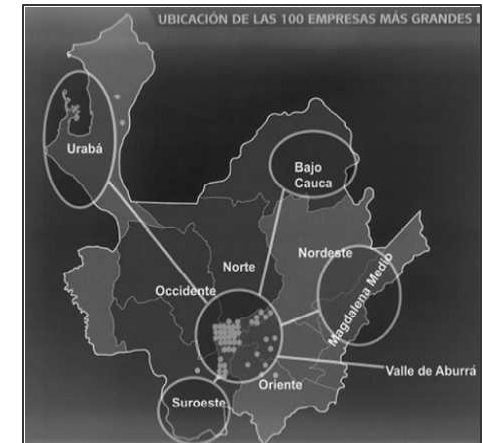 UBICACIÓN DE LAS 100 EMPRESAS MÁS GRANDES
Urabá
Bajo
Cauca
Nordeste
Norte
Magdalena Medio
Occidente
Valle de Aburrá
Oriente
Suroeste